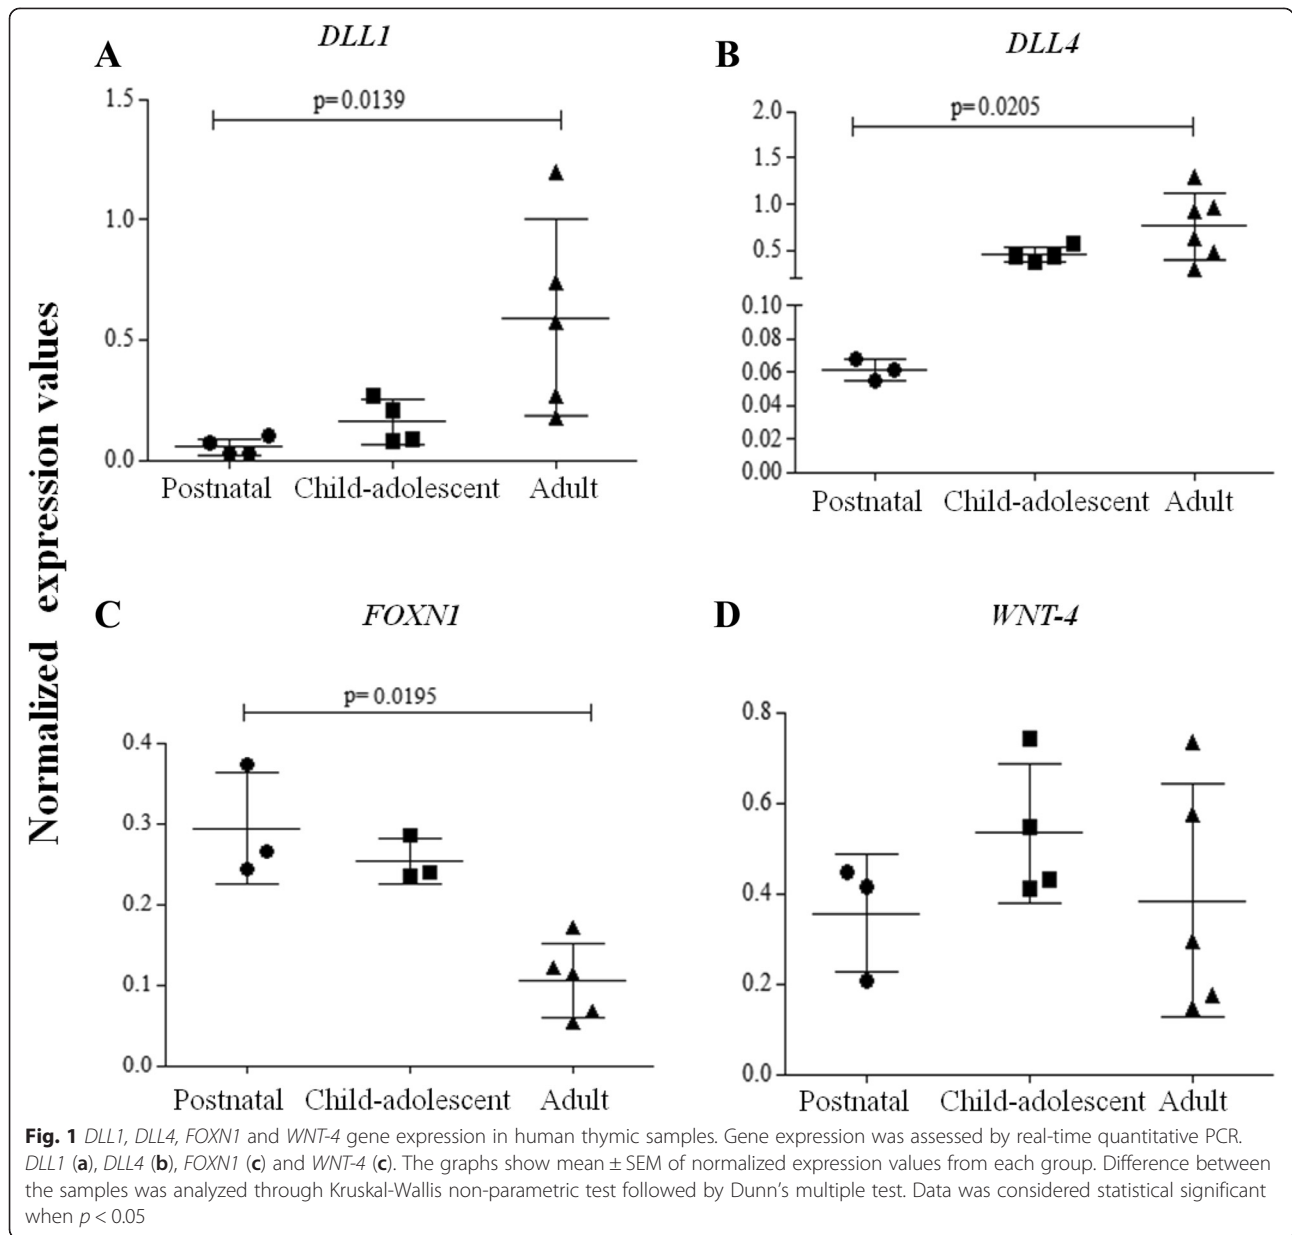 Normalized expression values
A
DLL1
p=0.0139
1.5
1.0
0.5
0.0
Postnatal Child-adolescent Adult
B
DLL4
p=0.0205
2.0
1.5
1.0
0.5
0.10
0.08
0.06
0.04
0.02
0.00
Postnatal Child-adolescent Adult
C
FOXN1
p= 0.0195
0.4
0.3
0.2
0.1
0.0
Postnatal Child-adolescent Adult
D
WNT-4
0.8
0.6
0.4
0.2
0.0
Postnatal Child-adolescent Adult
Fig. 1 DLL1, DLL4, FOXN1 and WNT-4 gene expression in human thymic samples. Gene expression was assessed by real-time quantitative PCR.
DLL1 (a), DLL4 (b), FOXN1 (c) and WNT-4 (c). The graphs show mean ± SEM of normalized expression values from each group. Difference between
the samples was analyzed through Kruskal-Wallis non-parametric test followed by Dunn's multiple test. Data was considered statistical significant
when p < 0.05